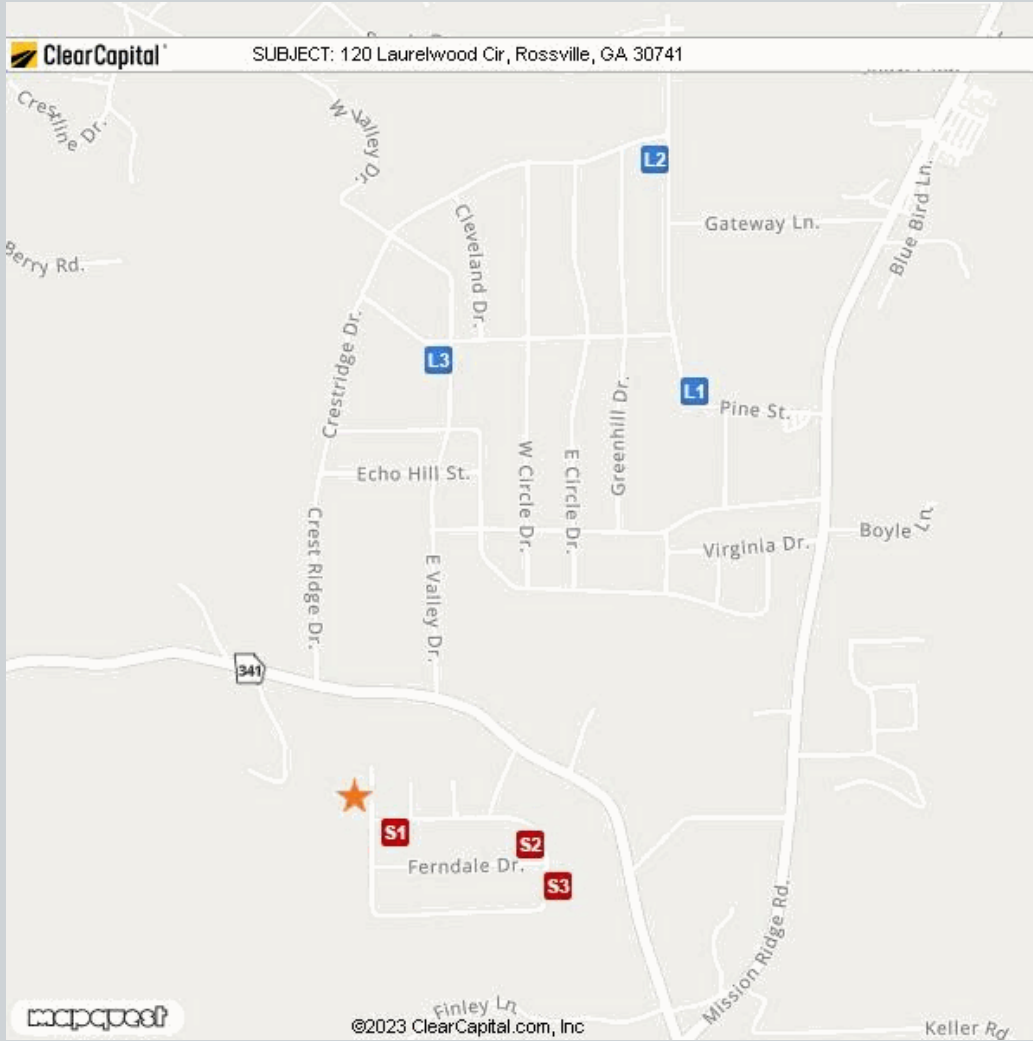 ClearCapital
SUBJECT: 120 Laurelwood Cir, Rossville, GA 30741
Crestline Dr.
W Valley Dr.
L2
Blue Bird Ln.
Gateway Ln.
Cleveland Dr.
Berry Rd.
Crestridge Dr.
L3
L1
Pine St.
Greenhill Dr.
Echo Hill St.
W Circle Dr.
E Circle Dr.
Boyle Ln.
Virginia Dr.
Crest Ridge Dr.
E Valley Dr.
341
S1
S2
Ferndale Dr.
S3
Mission Ridge Rd.
Finley Ln
Keller Rd
mapquest
©2023 ClearCapital.com, Inc